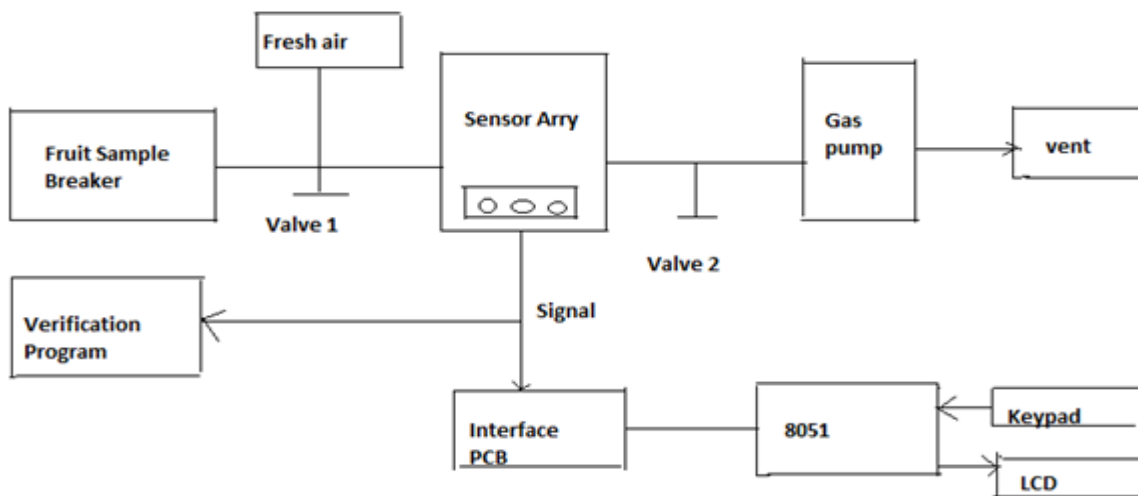 Fresh air
Sensor Arry
Gas
pump
vent
Fruit Sample
Breaker
Valve 1
Valve 2
Verification
Program
Signal
Interface
PCB
8051
Keypad
LCD